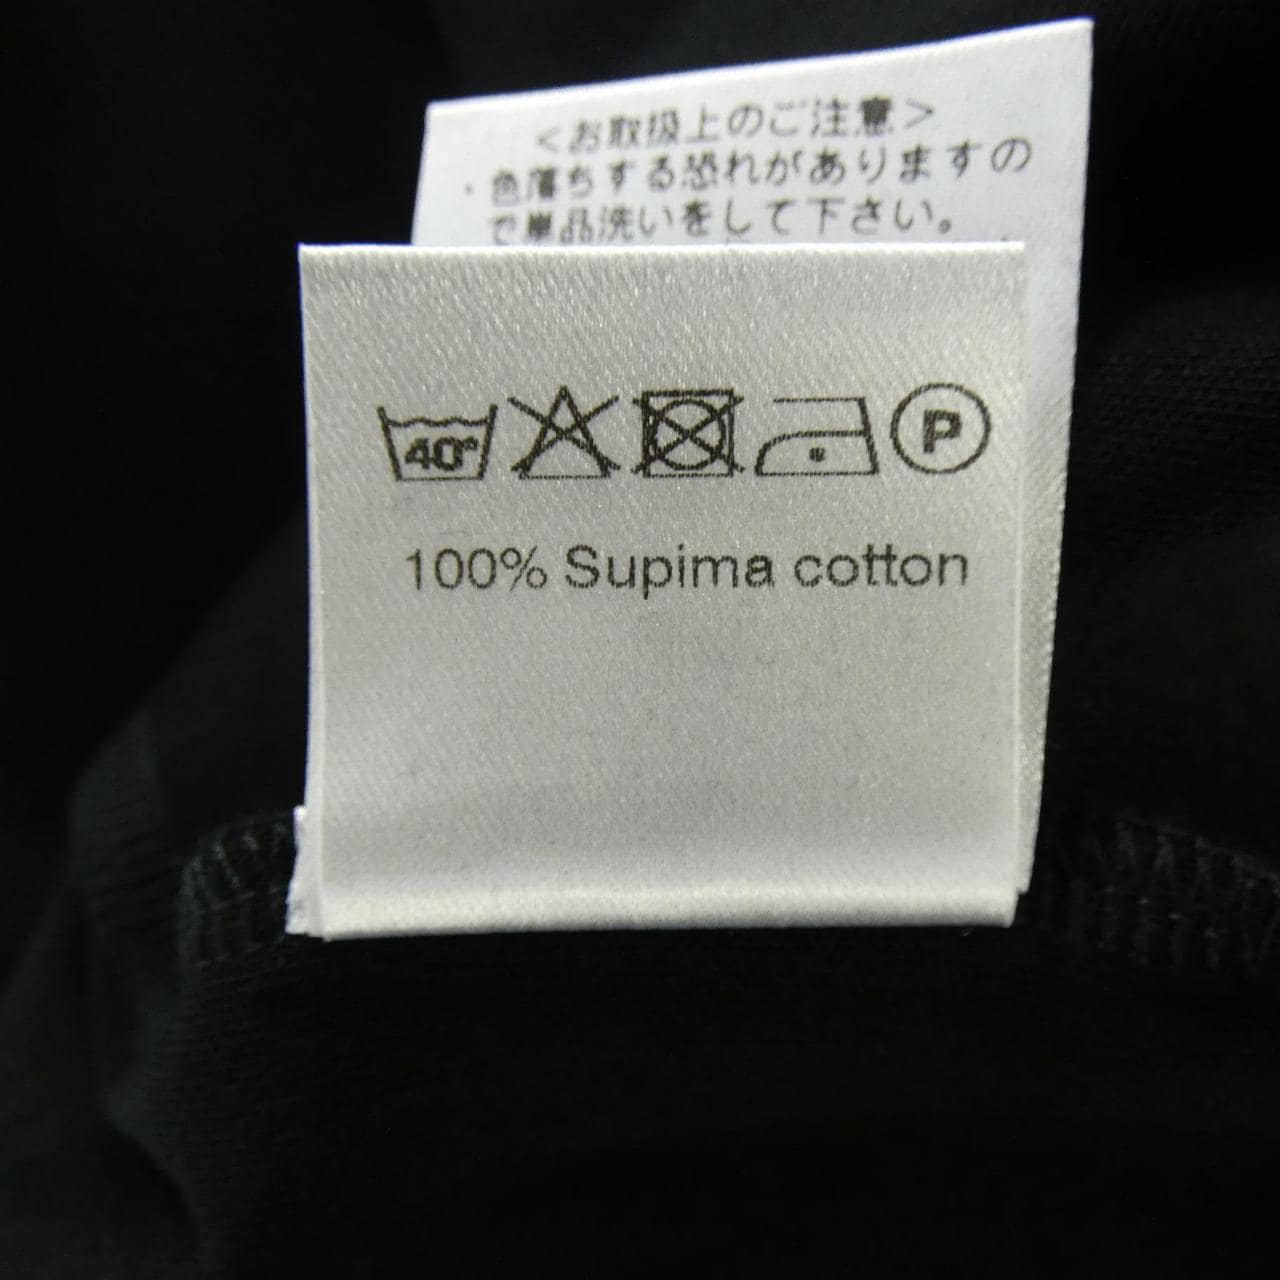 <お取扱上のご注意>
・色落ちする恐れがありますの
で単品洗いをして下さい。
40°
P
100% Supima cotton